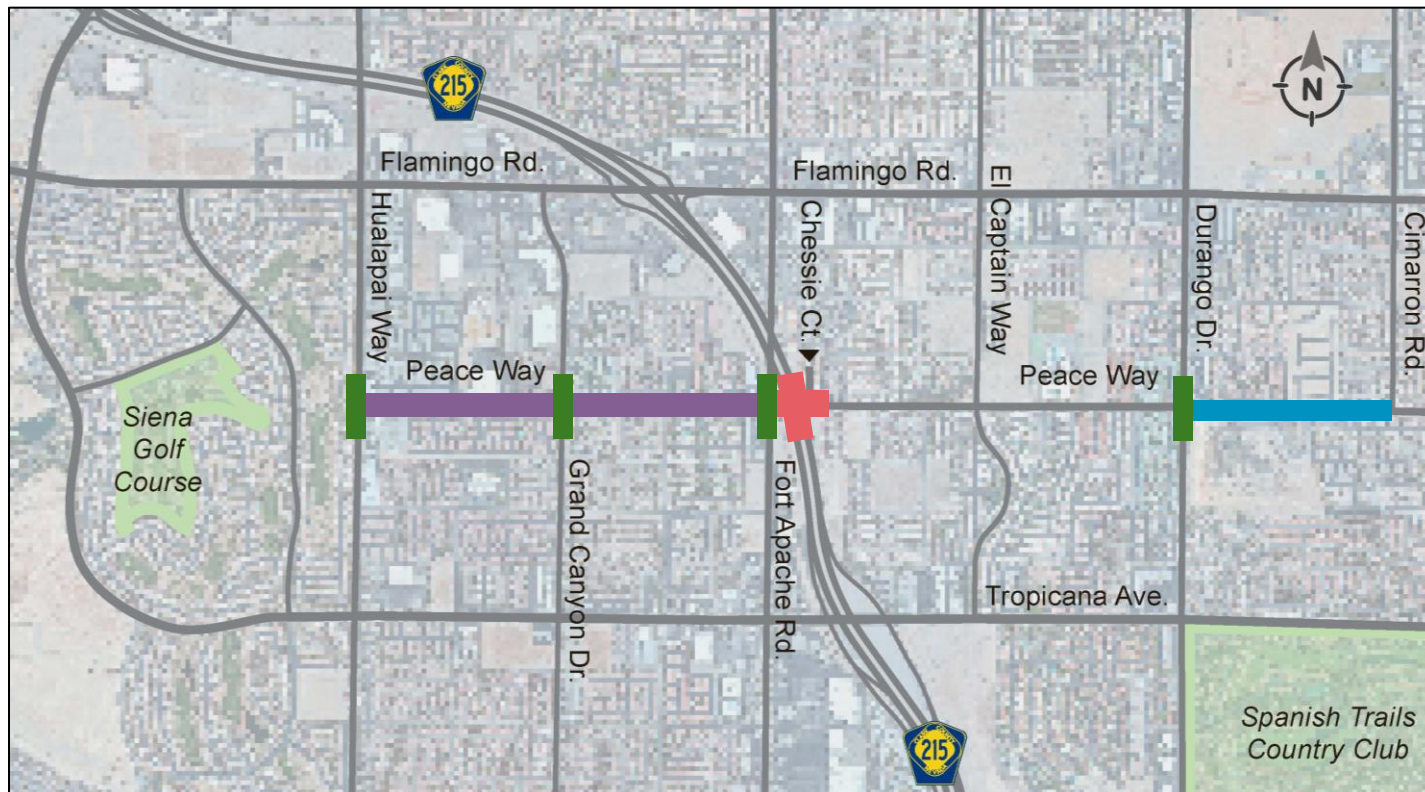 215
N
Flamingo Rd.
Flamingo Rd.
Hualapai Way
Chessie Ct.
El Captain Way
Durango Dr.
Cimarron Rd.
Peace Way
Peace Way
Siena
Golf
Course
Grand Canyon Dr.
Fort Apache Rd.
Tropicana Ave.
215
Spanish Trails
Country Club